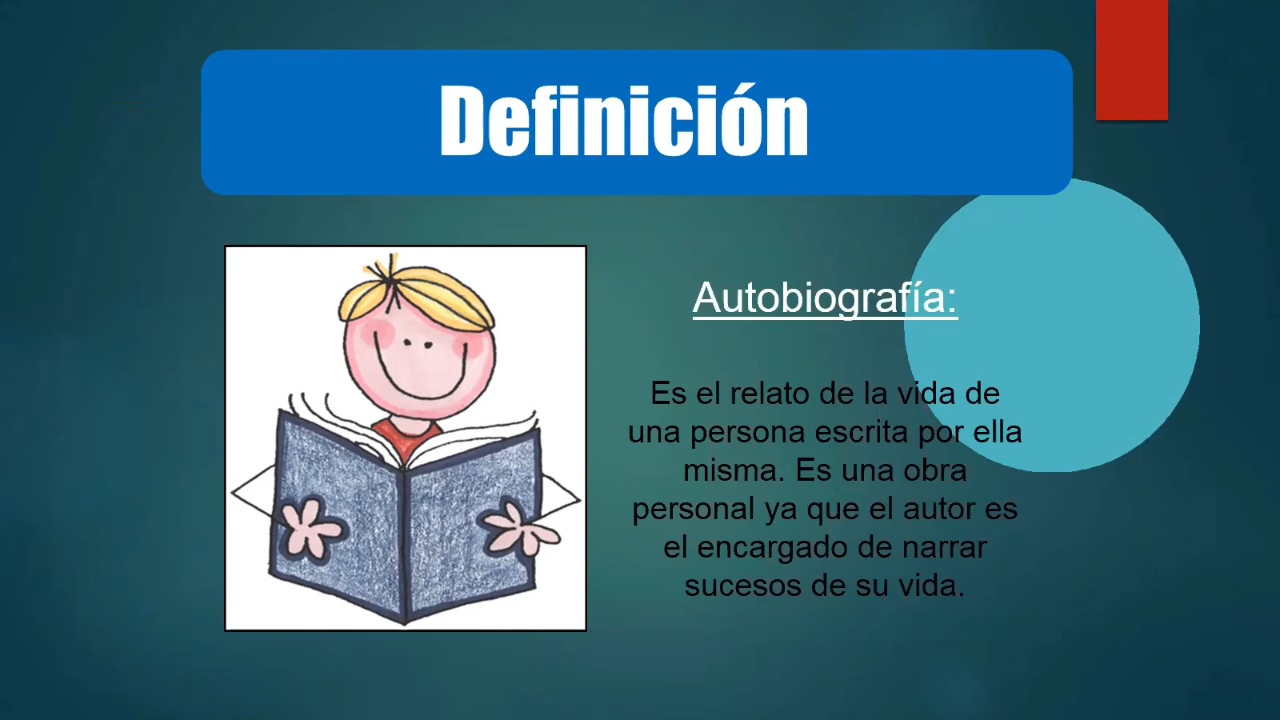 Definición
Autobiografía:
Es el relato de la vida de
una persona escrita por ella
misma. Es una obra
personal ya que el autor es
el encargado de narrar
sucesos de su vida.